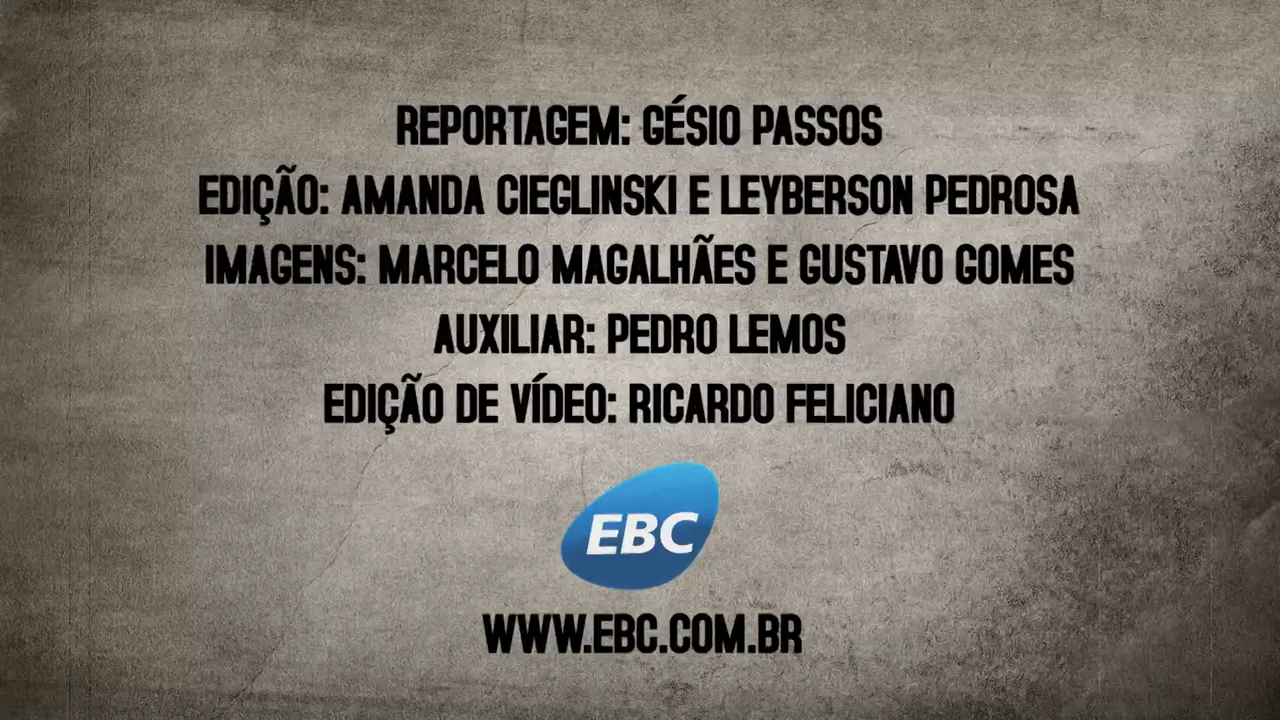 REPORTAGEM: GÉSIO PASSOS
EDIÇÃO: AMANDA CIEGLINSKI E LEYBERSON PEDROSA
IMAGENS: MARCELO MAGALHÃES E GUSTAVO GOMES
AUXILIAR: PEDRO LEMOS
EDIÇÃO DE VÍDEO: RICARDO FELICIANO
EBC
WWW.EBC.COM.BR